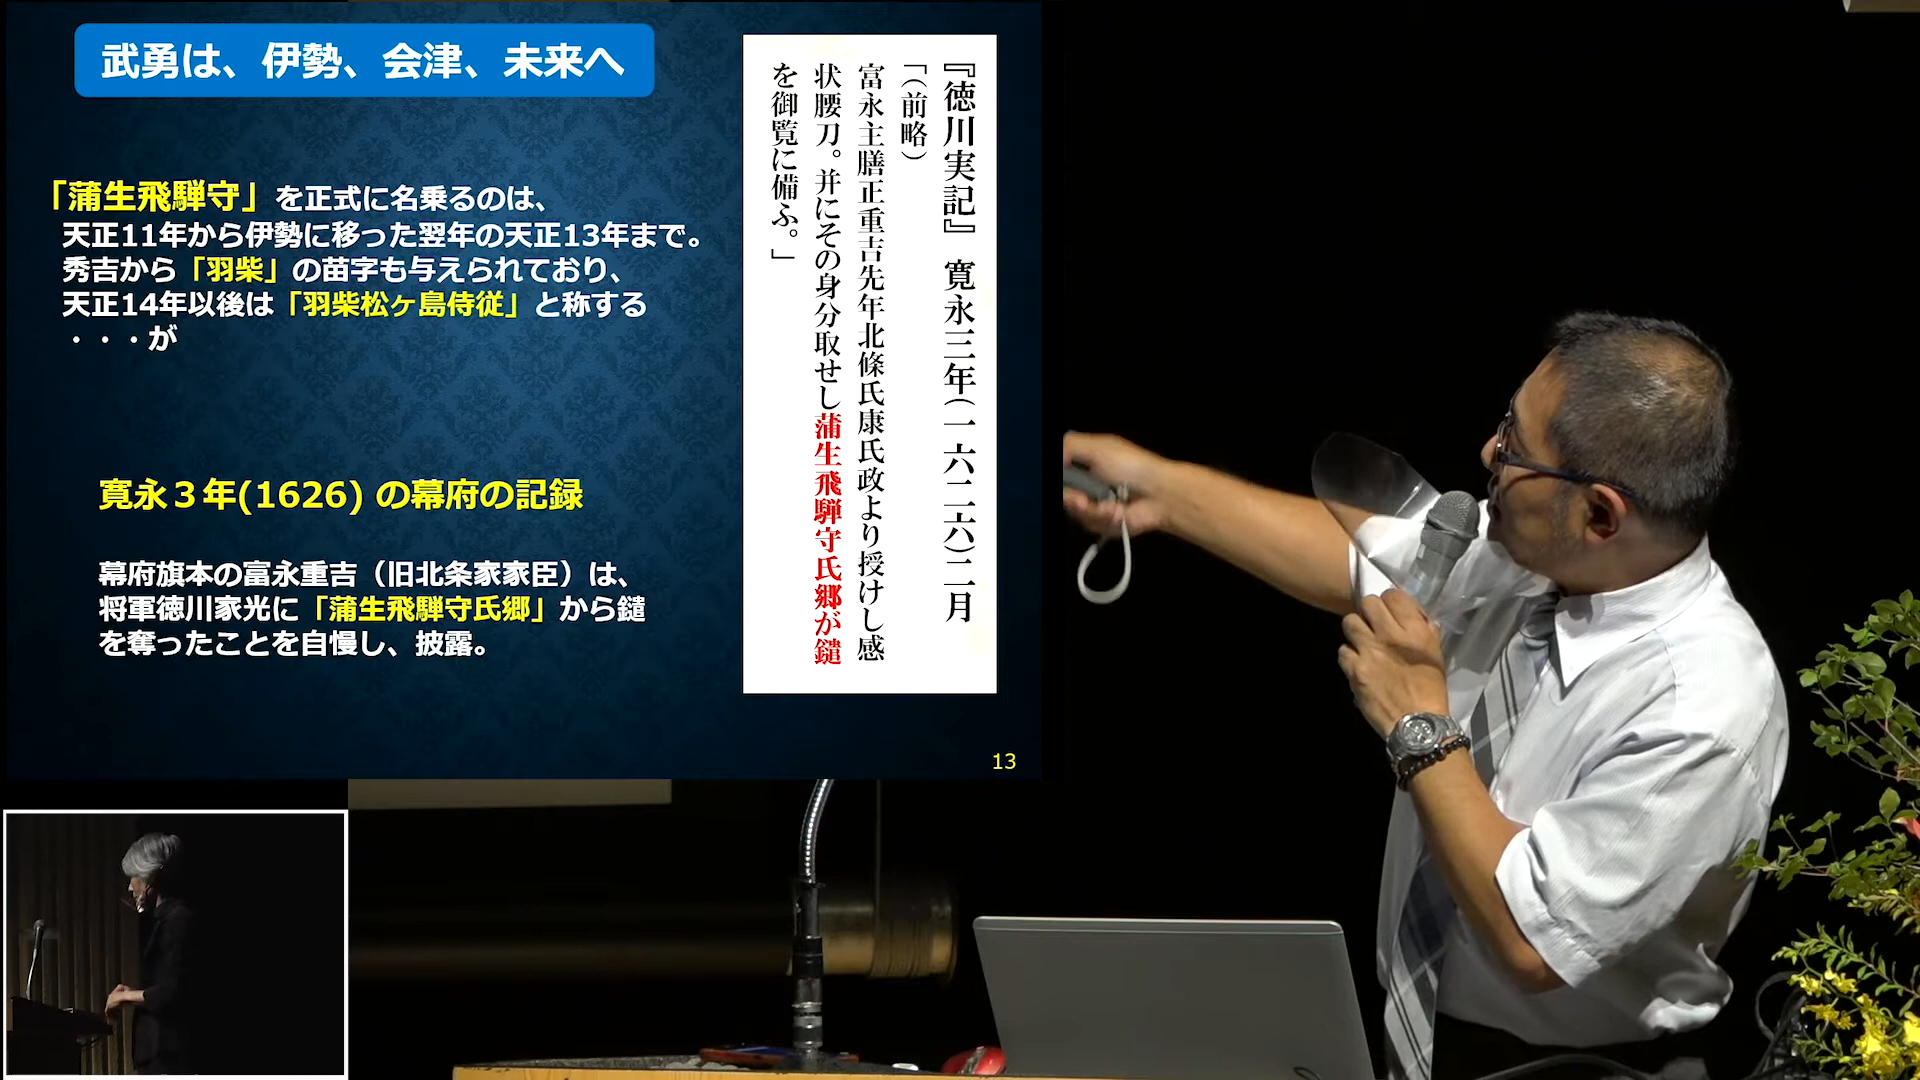 武勇は、伊勢、会津、未来へ
「蒲生飛騨守」を正式に名乗るのは、
天正11年から伊勢に移った翌年の天正13年まで。
秀吉から「羽柴」の苗字も与えられており、
天正14年以後は「羽柴松ヶ島侍従」と称する
・・・が
寛永３年(1626) の幕府の記録
幕府旗本の富永重吉（旧北条家家臣）は、
将軍徳川家光に「蒲生飛騨守氏郷」から鑓
を奪ったことを自慢し、披露。
『徳川実記』 寛永三年（一六二六）二月
「（前略）
富永主膳正重吉先年北條氏康氏政より授けし感
状腰刀。并にその身分取せし蒲生飛騨守氏郷が鑓
を御覧に備ふ。」
13